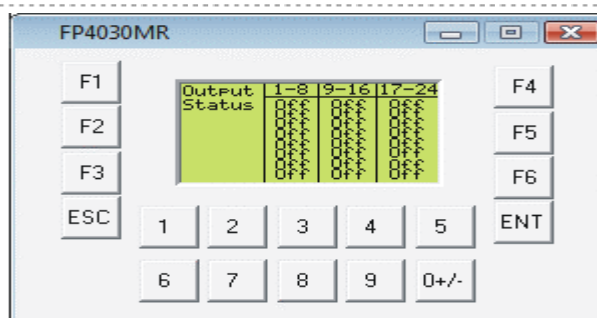 FP4030MR
F1
F2
F3
ESC
Output 1-8 9-16 17-24
Status Off Off Off
Off Off Off
Off Off Off
Off Off Off
Off Off Off
Off Off Off
Off Off Off
Off Off Off
F4
F5
F6
ENT
1 2 3 4 5
6 7 8 9 0+/-